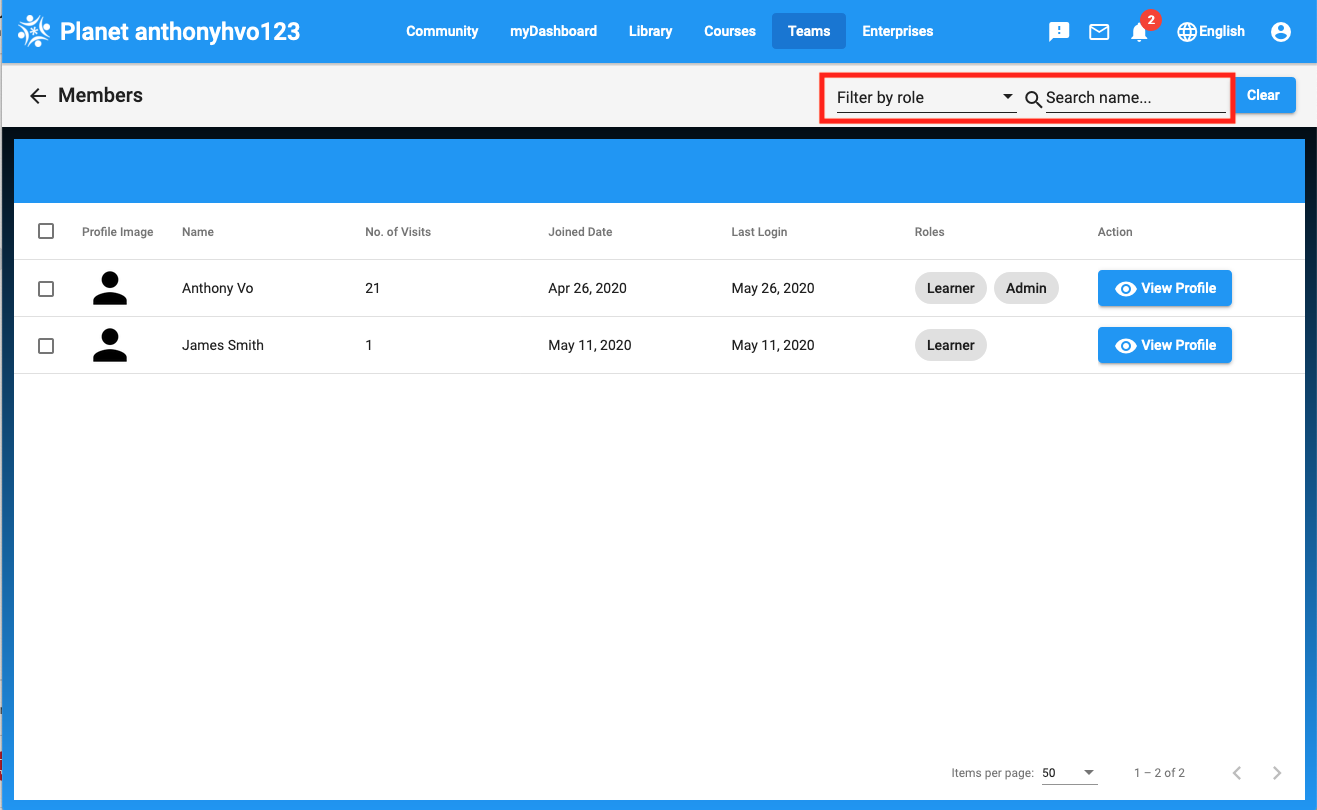 Planet anthonyhvo123 Community myDashboard Library Courses Teams Enterprises 2 English
Members Filter by role Search name... Clear
Profile Image Name No. of Visits Joined Date Last Login Roles Action
Anthony Vo 21 Apr 26, 2020 May 26, 2020 Learner Admin View Profile
James Smith 1 May 11, 2020 May 11, 2020 Learner View Profile
Items per page: 50 1 – 2 of 2